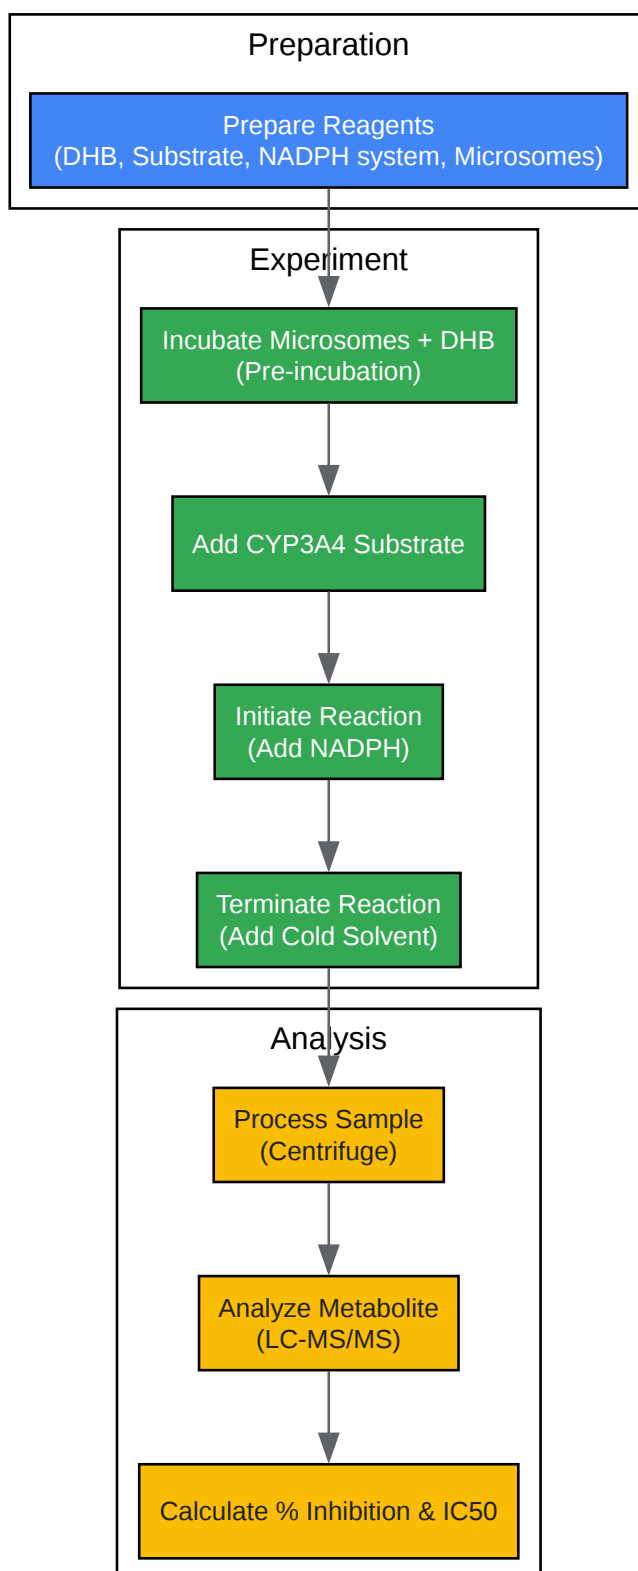 Preparation
Prepare Reagents
(DHB, Substrate, NADPH system, Microsomes)
Experiment
Incubate Microsomes + DHB
(Pre-incubation)
Add CYP3A4 Substrate
Initiate Reaction
(Add NADPH)
Terminate Reaction
(Add Cold Solvent)
Analysis
Process Sample
(Centrifuge)
Analyze Metabolite
(LC-MS/MS)
Calculate % Inhibition & IC50